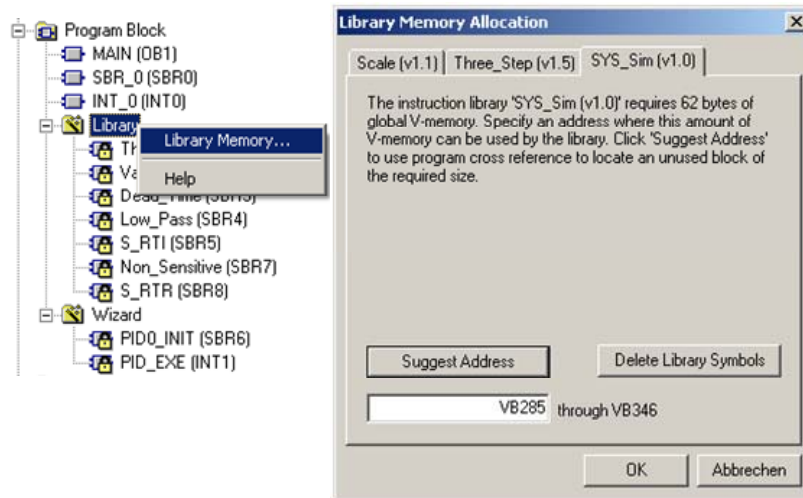 Program Block
MAIN (OB1)
SBR_0 (SBR0)
INT_0 (INT0)
Library
Library Memory...
Help
Low_Pass (SBR4)
S_RTI (SBR5)
Non_Sensitive (SBR7)
S_RTR (SBR8)
Wizard
PID0_INIT (SBR6)
PID_EXE (INT1)
Library Memory Allocation
Scale (v1.1)
Three_Step (v1.5)
SYS_Sim (v1.0)
The instruction library 'SYS_Sim (v1.0)' requires 62 bytes of
global V-memory. Specify an address where this amount of
V-memory can be used by the library. Click 'Suggest Address'
to use program cross reference to locate an unused block of
the required size.
Suggest Address
Delete Library Symbols
VB285 through VB346
OK
Abbrechen